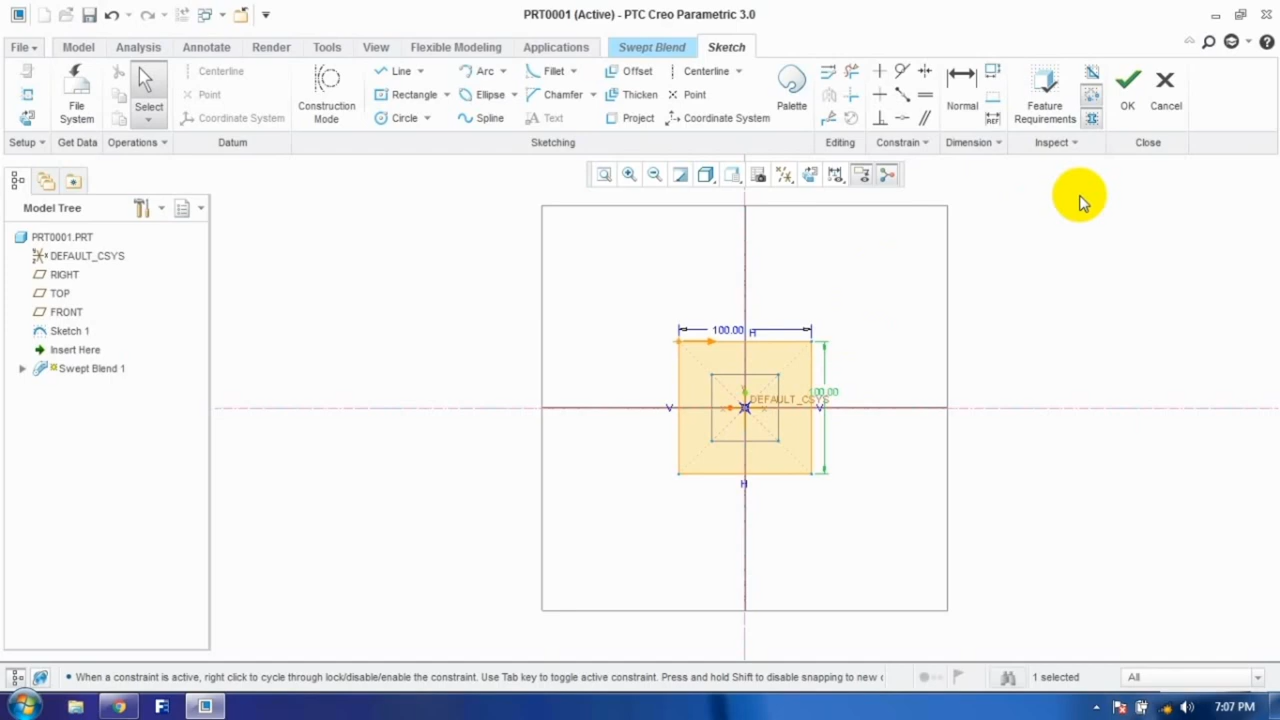 PRT0001 (Active) - PTC Creo Parametric 3.0
File Model Analysis Annotate Render Tools View Flexible Modeling Applications Swept Blend Sketch
Centerline Line Arc Fillet Offset Centerline
Point Rectangle Ellipse Chamfer Thicken Point
Coordinate System Circle Spline Text Project Coordinate System
File System
Select
Construction Mode
Palette
Normal
REF
Feature Requirements
OK
Cancel
Setup Get Data Operations Datum Sketching Editing Constrain Dimension Inspect Close
Model Tree
PRT0001.PRT
DEFAULT_CSYS
RIGHT
TOP
FRONT
Sketch 1
Insert Here
Swept Blend 1
100.00 H
100.00
DEFAULT_CSYS
V V
H
When a constraint is active, right click to cycle through lock/disable/enable the constraint. Use Tab key to toggle active constraint. Press and hold Shift to disable snapping to new c
1 selected
All
7:07 PM